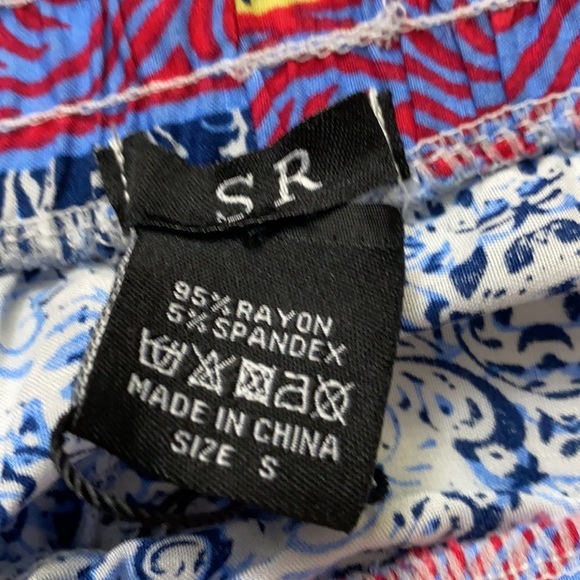 SR
95% RAYON
5% SPANDEX
MADE IN CHINA
SIZE S